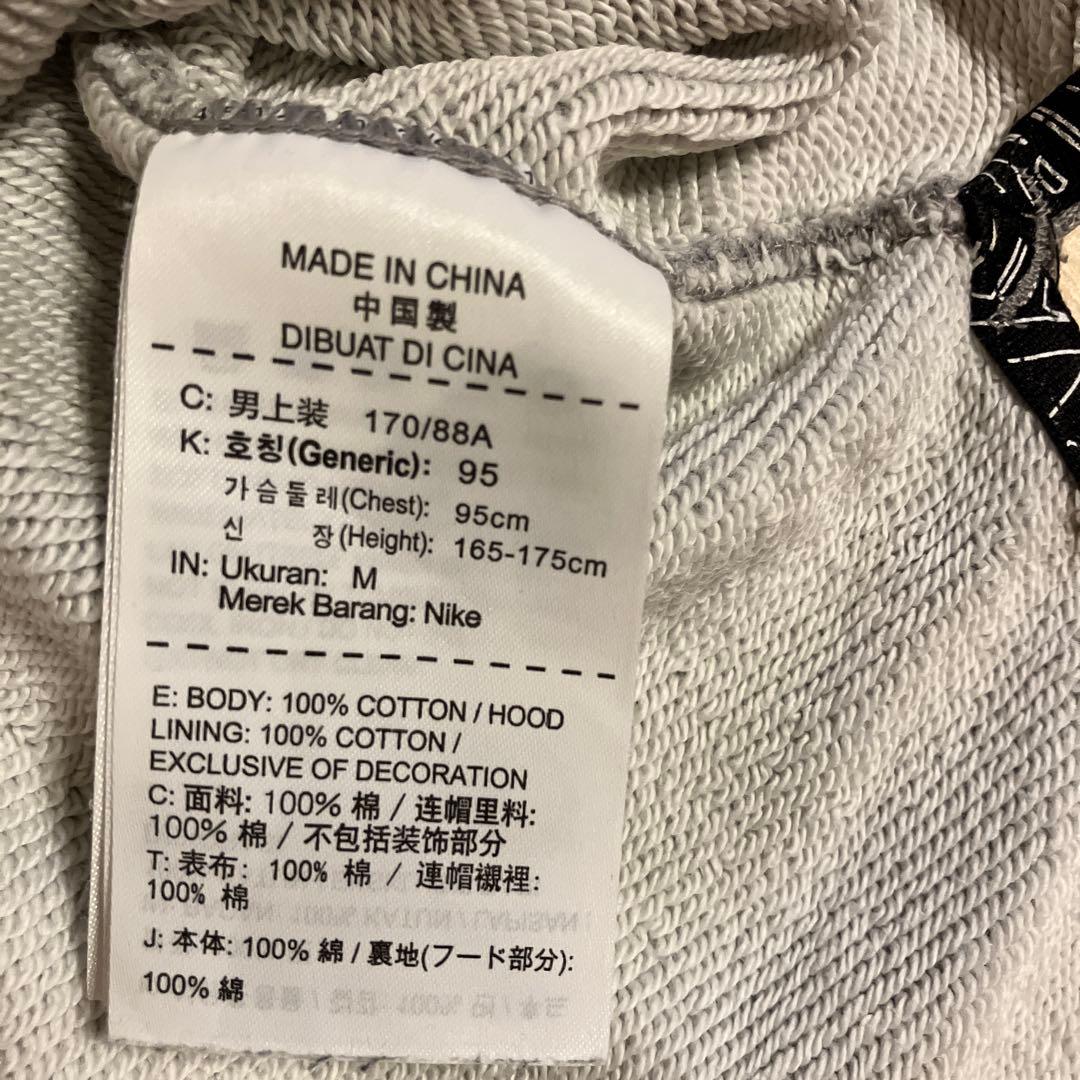 MADE IN CHINA
中国製
DIBUAT DI CINA
C: 男上装 170/88A
K: 호칭(Generic): 95
가슴둘레(Chest): 95cm
신 장(Height): 165-175cm
IN: Ukuran: M
Merek Barang: Nike
E: BODY: 100% COTTON / HOOD
LINING: 100% COTTON /
EXCLUSIVE OF DECORATION
C: 面料: 100% 棉 / 连帽里料:
100% 棉 / 不包括装饰部分
T: 表布: 100% 棉 / 連帽襯裡:
100% 棉
J: 本体: 100% 綿 / 裏地(フード部分):
100% 綿